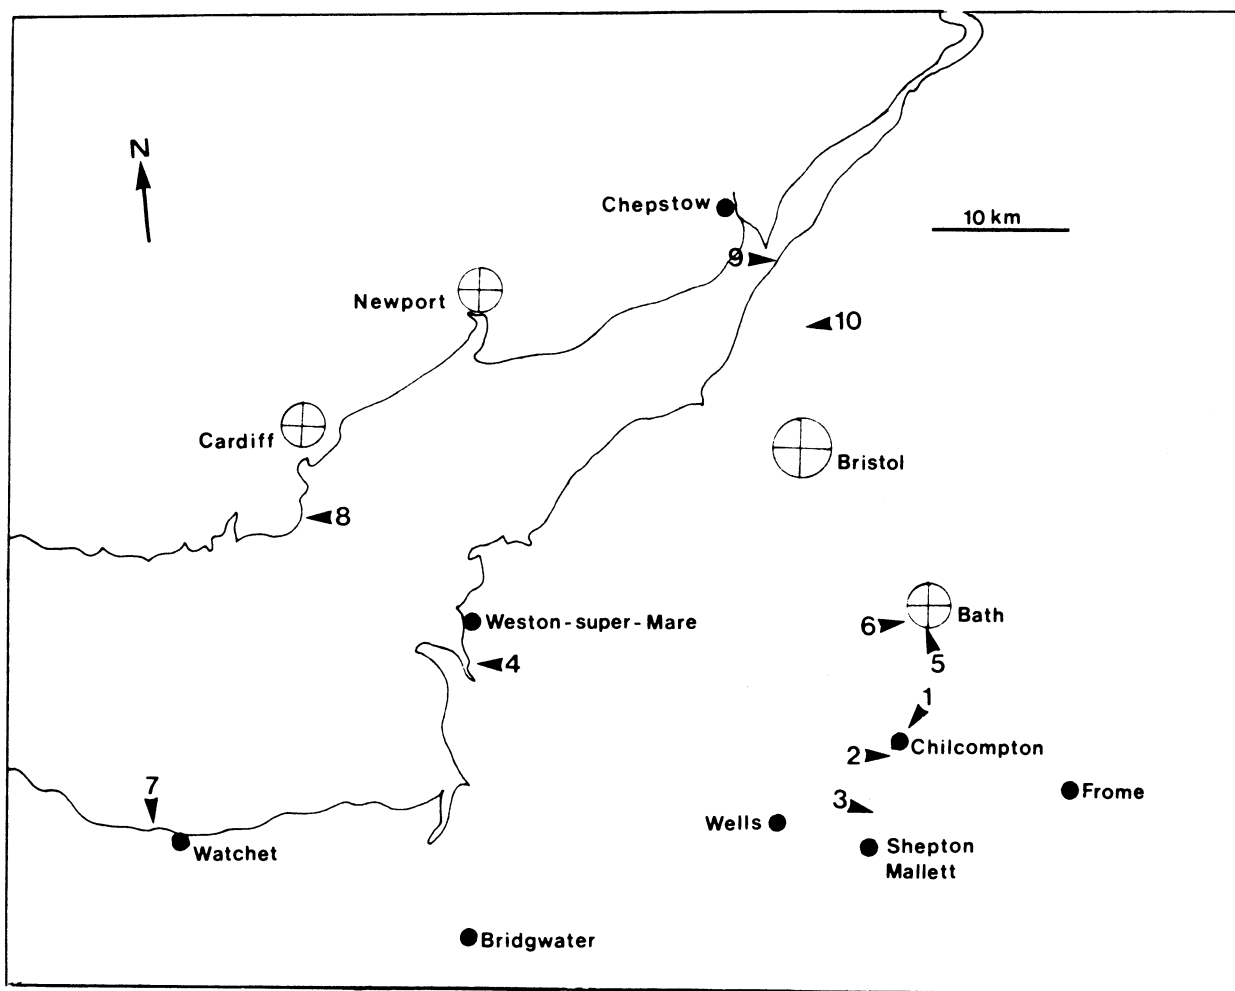 N
Chepstow
10 km
9
Newport
10
Cardiff
Bristol
8
6
Bath
Weston-super-Mare
4
5
1
2
Chilcompton
7
3
Frome
Wells
Watchet
Shepton
Mallett
Bridgwater